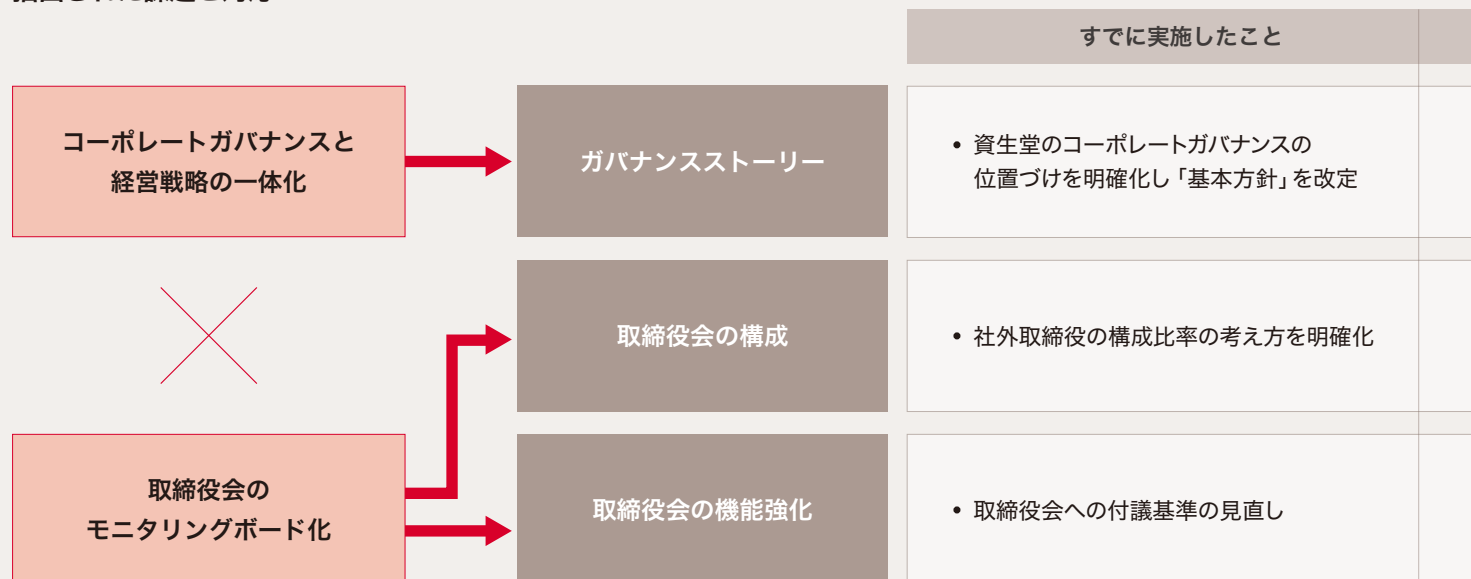 すでに実施したこと
コーポレートガバナンスと
経営戦略の一体化
ガバナンスストーリー
• 資生堂のコーポレートガバナンスの
位置づけを明確化し「基本方針」を改定
取締役会の構成
• 社外取締役の構成比率の考え方を明確化
取締役会の
モニタリングボード化
取締役会の機能強化
• 取締役会への付議基準の見直し